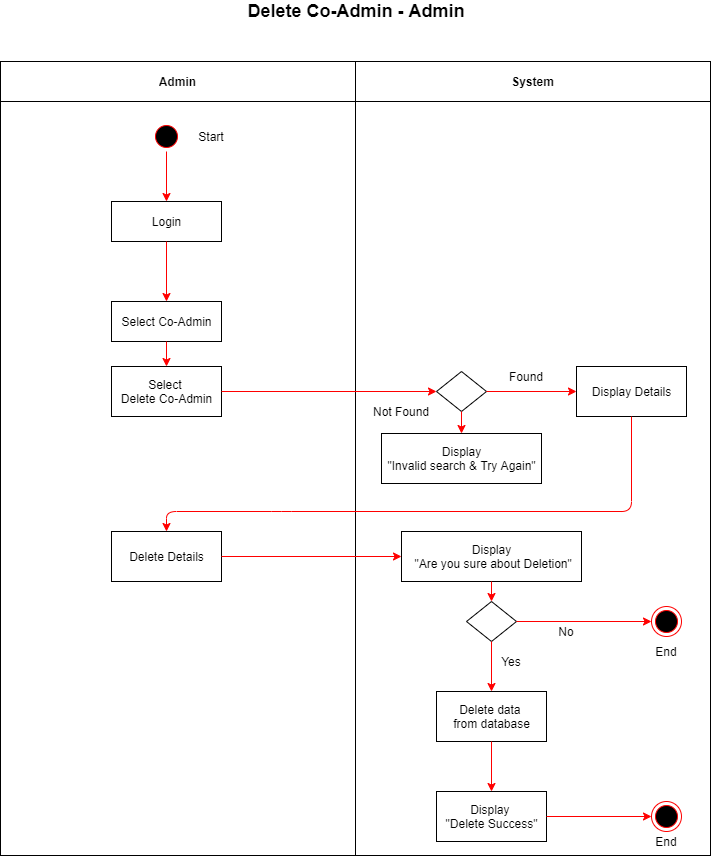 Delete Co-Admin - Admin
Admin
System
Start
Login
Select Co-Admin
Select
Delete Co-Admin
Found
Display Details
Not Found
Display
"Invalid search & Try Again"
Delete Details
Display
"Are you sure about Deletion"
No
End
Yes
Delete data
from database
Display
"Delete Success"
End